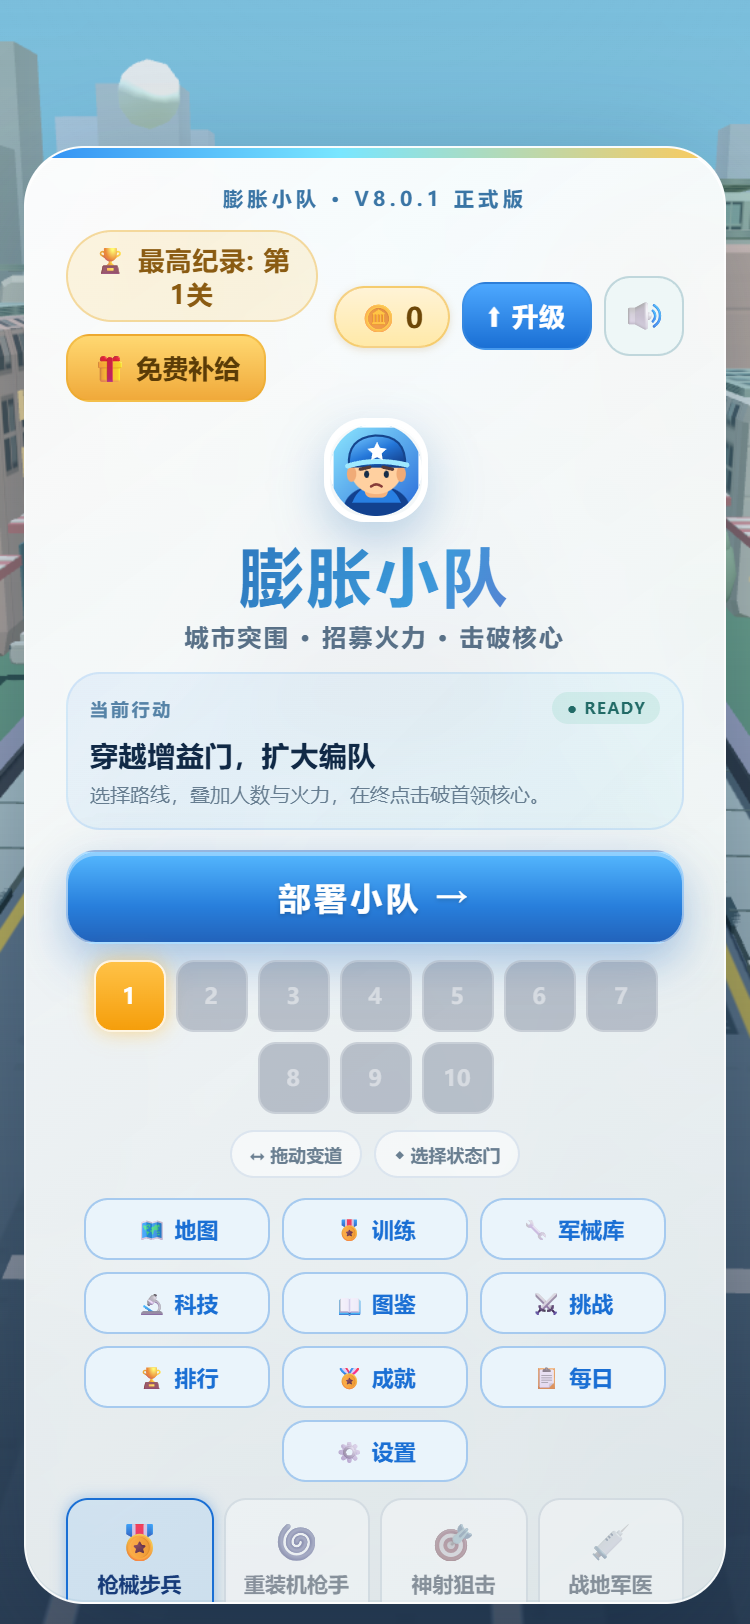 膨胀小队 • V8.0.1 正式版
最高纪录: 第
1关
0
升级
免费补给
膨胀小队
城市突围 • 招募火力 • 击破核心
当前行动
READY
穿越增益门，扩大编队
选择路线，叠加人数与火力，在终点击破首领核心。
部署小队 →
1 2 3 4 5 6 7
8 9 10
↔ 拖动变道
选择状态门
地图 训练 军械库
科技 图鉴 挑战
排行 成就 每日
设置
枪械步兵 重装机枪手 神射狙击 战地军医